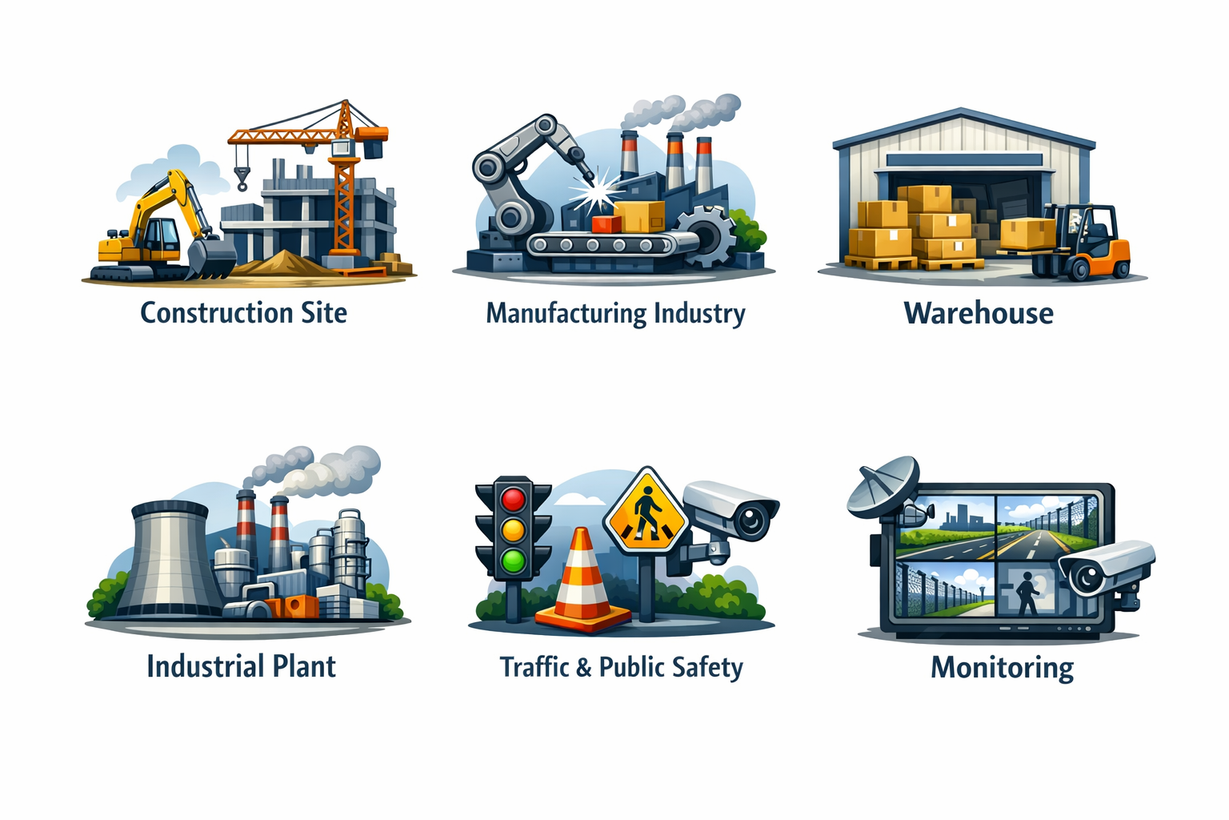 Construction Site
Manufacturing Industry
Warehouse
Industrial Plant
Traffic & Public Safety
Monitoring